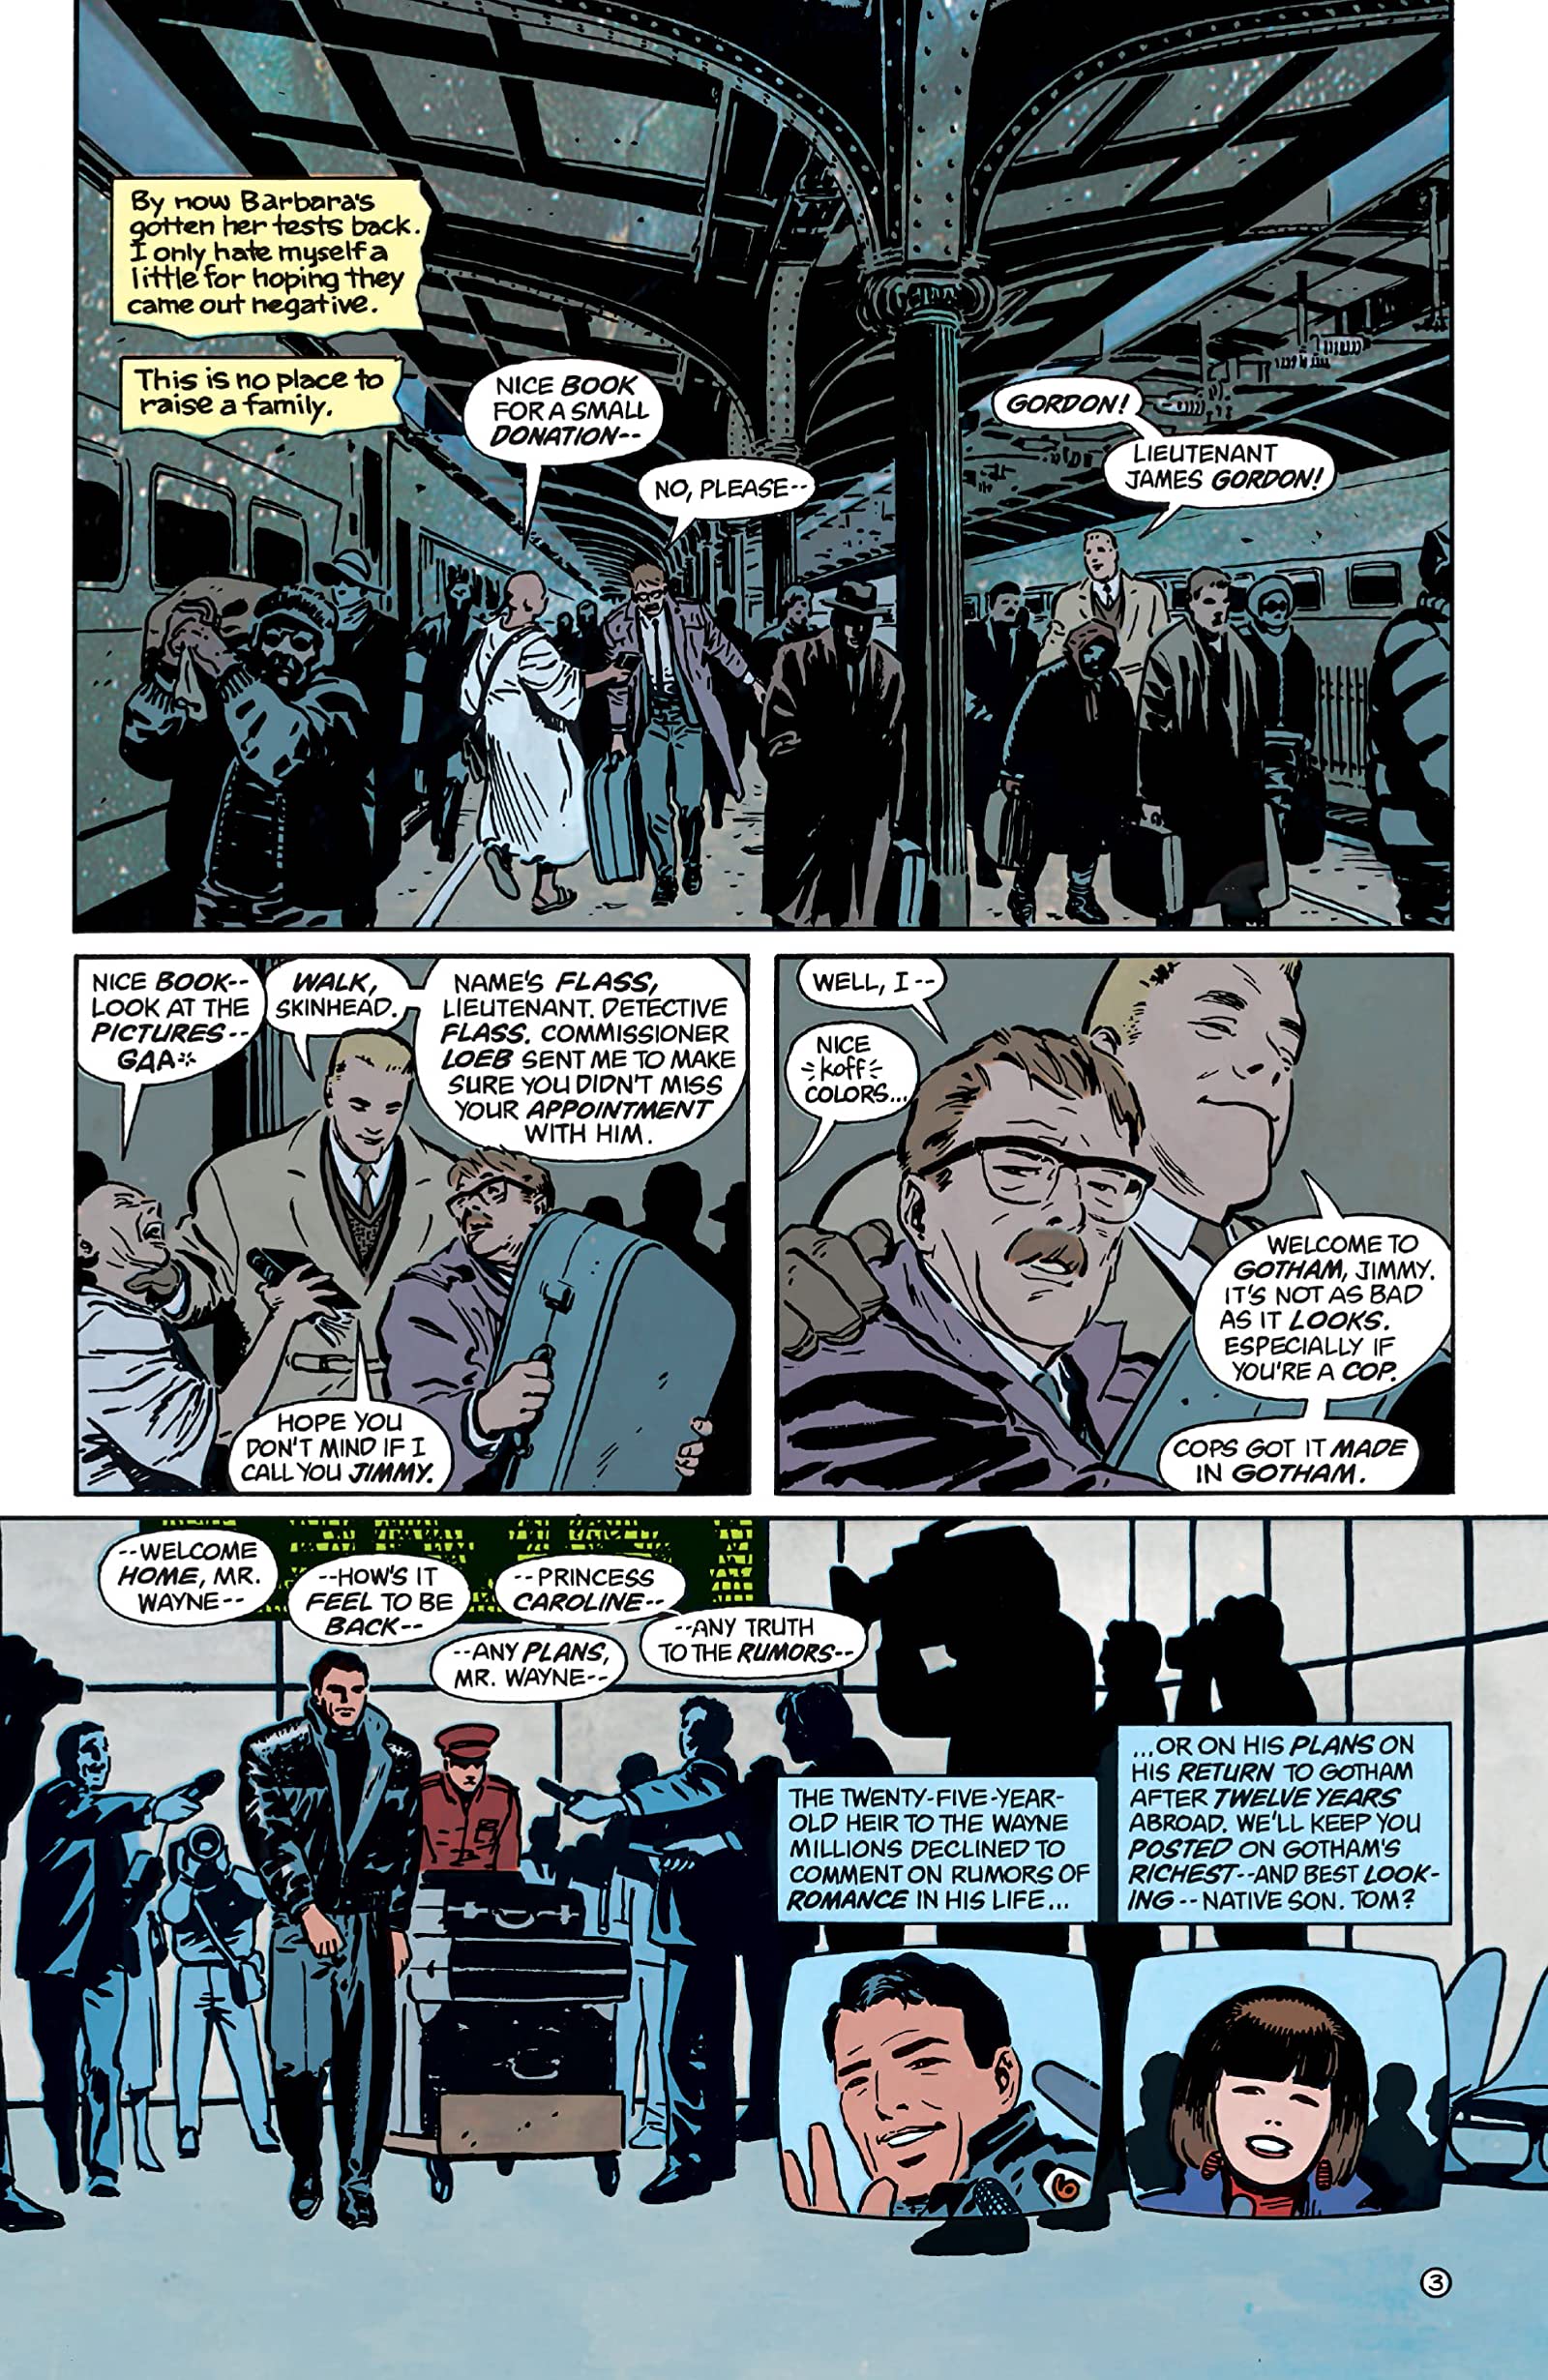 By now Barbara's
gotten her tests back.
I only hate myself a
little for hoping they
came out negative.
This is no place to
raise a family.
NICE BOOK
FOR A SMALL
DONATION--
NO, PLEASE--
GORDON!
LIEUTENANT
JAMES GORDON!
NICE BOOK--
LOOK AT THE
PICTURES--
GAA*
WALK,
SKINHEAD.
NAME'S FLASS,
LIEUTENANT. DETECTIVE
FLASS. COMMISSIONER
LOEB SENT ME TO MAKE
SURE YOU DIDN'T MISS
YOUR APPOINTMENT
WITH HIM.
HOPE YOU
DON'T MIND IF I
CALL YOU JIMMY.
WELL, I--
NICE
koff
COLORS...
WELCOME TO
GOTHAM, JIMMY.
IT'S NOT AS BAD
AS IT LOOKS.
ESPECIALLY IF
YOU'RE A COP.
COPS GOT IT MADE
IN GOTHAM.
--WELCOME
HOME, MR.
WAYNE--
--HOW'S IT
FEEL TO BE
BACK--
--PRINCESS
CAROLINE--
--ANY PLANS,
MR. WAYNE--
--ANY TRUTH
TO THE RUMORS--
THE TWENTY-FIVE-YEAR-
OLD HEIR TO THE WAYNE
MILLIONS DECLINED TO
COMMENT ON RUMORS OF
ROMANCE IN HIS LIFE...
...OR ON HIS PLANS ON
HIS RETURN TO GOTHAM
AFTER TWELVE YEARS
ABROAD. WE'LL KEEP YOU
POSTED ON GOTHAM'S
RICHEST--AND BEST LOOK-
ING--NATIVE SON. TOM?
6
3